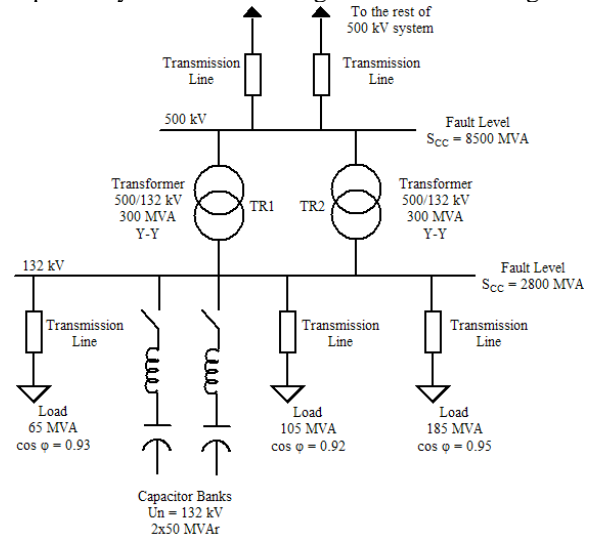 To the rest of
500 kV system
Transmission
Line
Transmission
Line
500 kV
Fault Level
S_CC = 8500 MVA
Transformer
500/132 kV
300 MVA
Y-Y
TR1
TR2
Transformer
500/132 kV
300 MVA
Y-Y
132 kV
Fault Level
S_CC = 2800 MVA
Transmission
Line
Transmission
Line
Transmission
Line
Load
65 MVA
cos φ = 0.93
Load
105 MVA
cos φ = 0.92
Load
185 MVA
cos φ = 0.95
Capacitor Banks
Un = 132 kV
2x50 MVAr